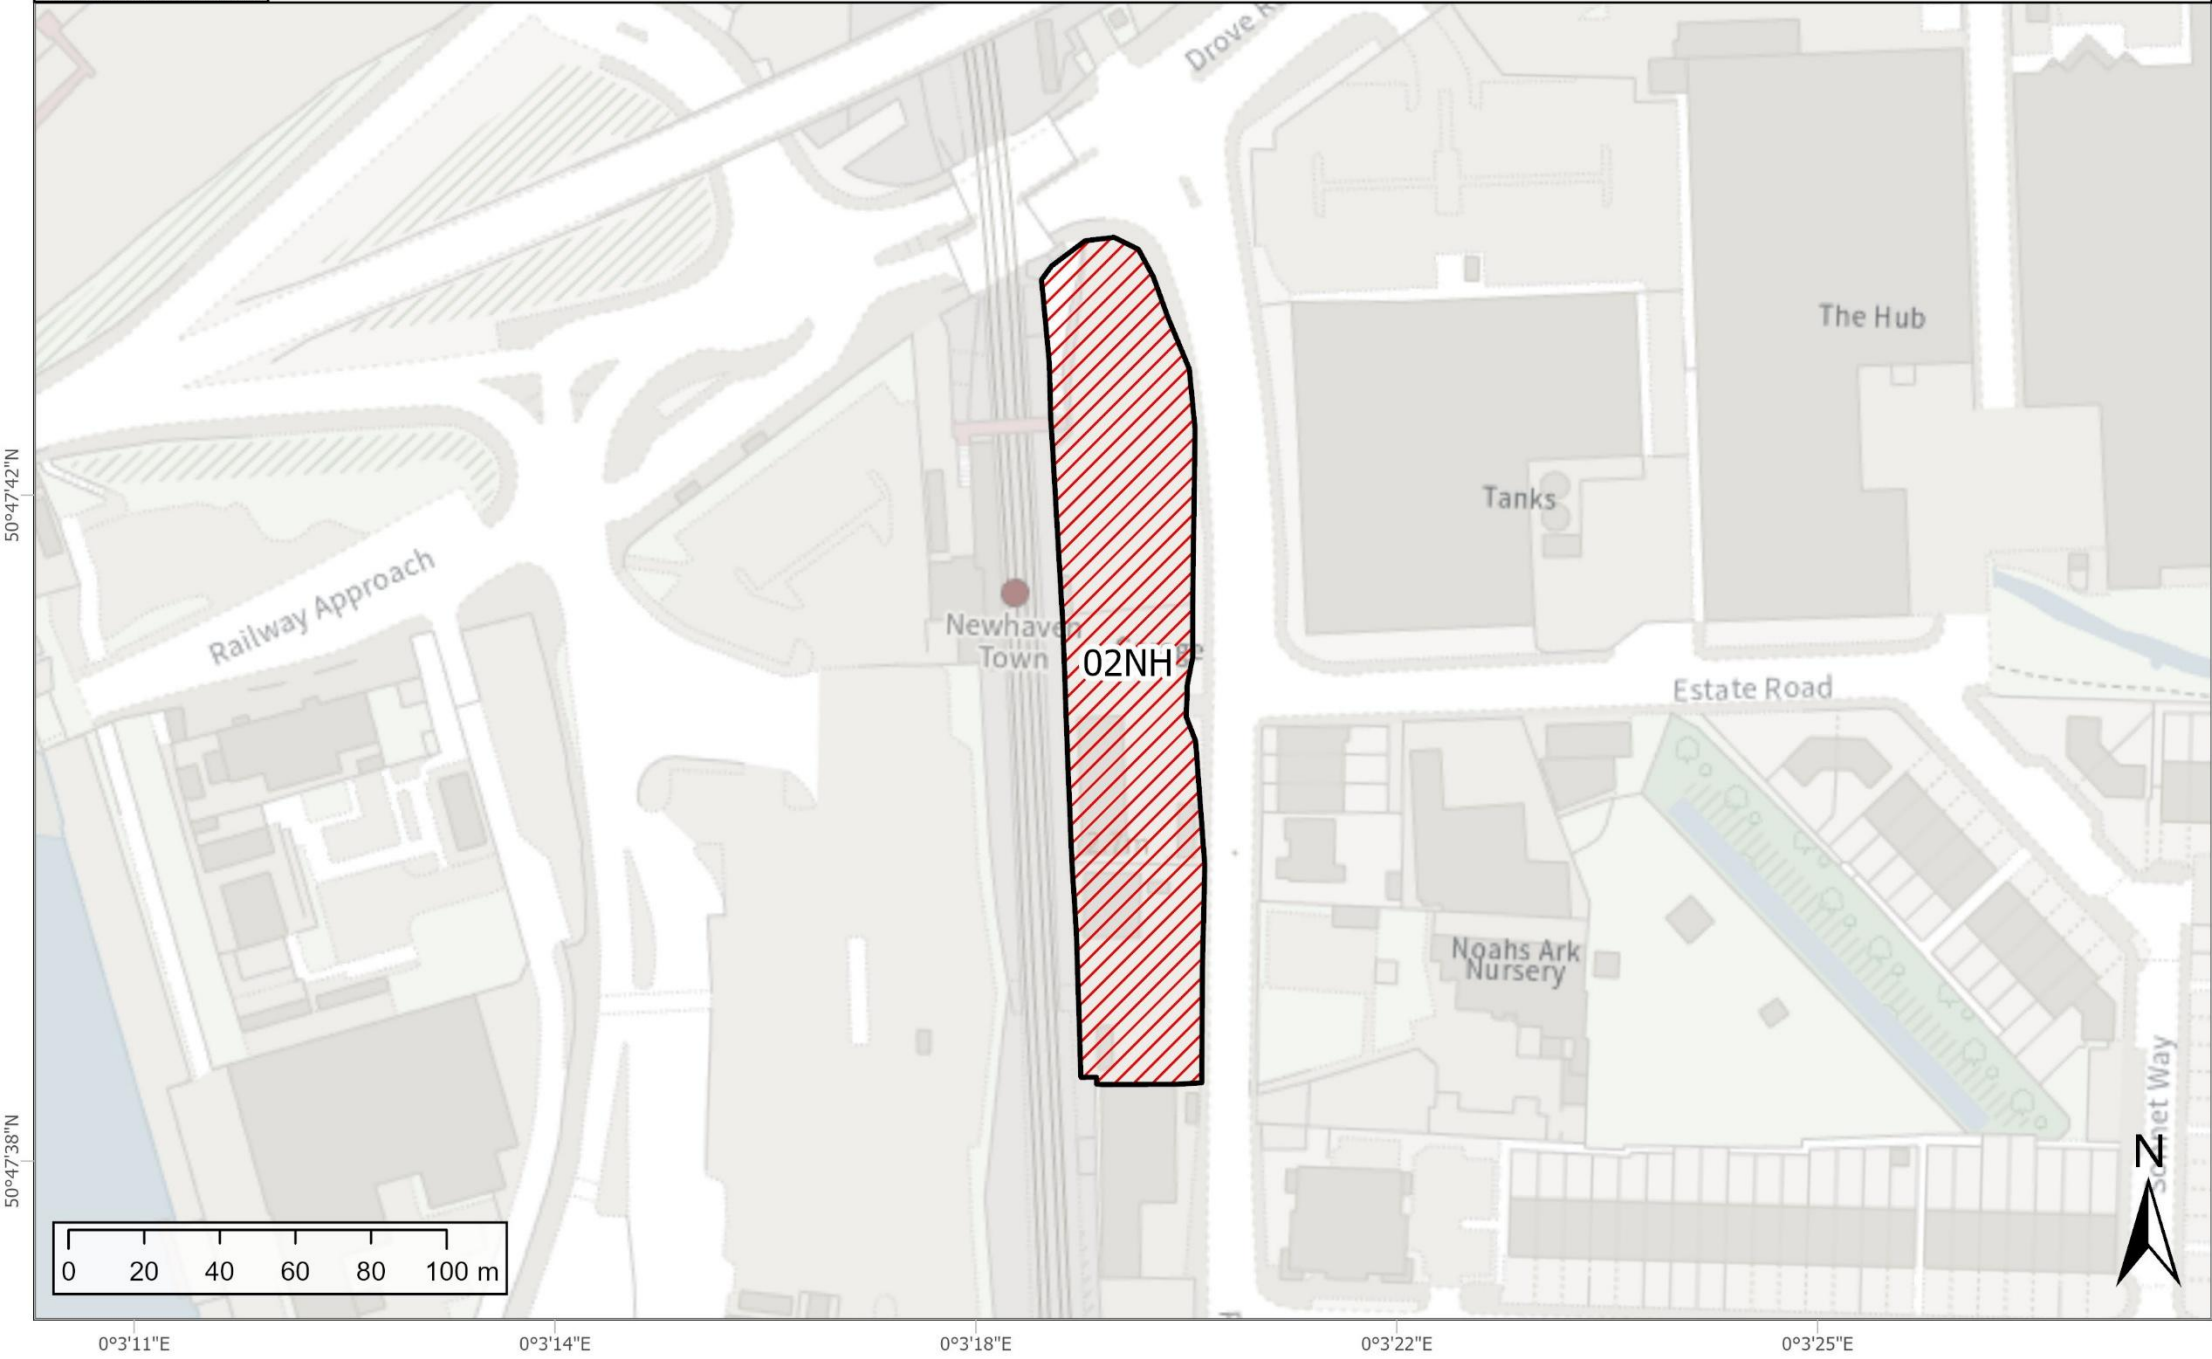 Drove
The Hub
50°47'42"N
Tanks
Railway Approach
Newhaven
Town
02NH
Estate Road
Noahs Ark
Nursery
50°47'38"N
N
0 20 40 60 80 100 m
0°3'11"E 0°3'14"E 0°3'18"E 0°3'22"E 0°3'25"E
Way